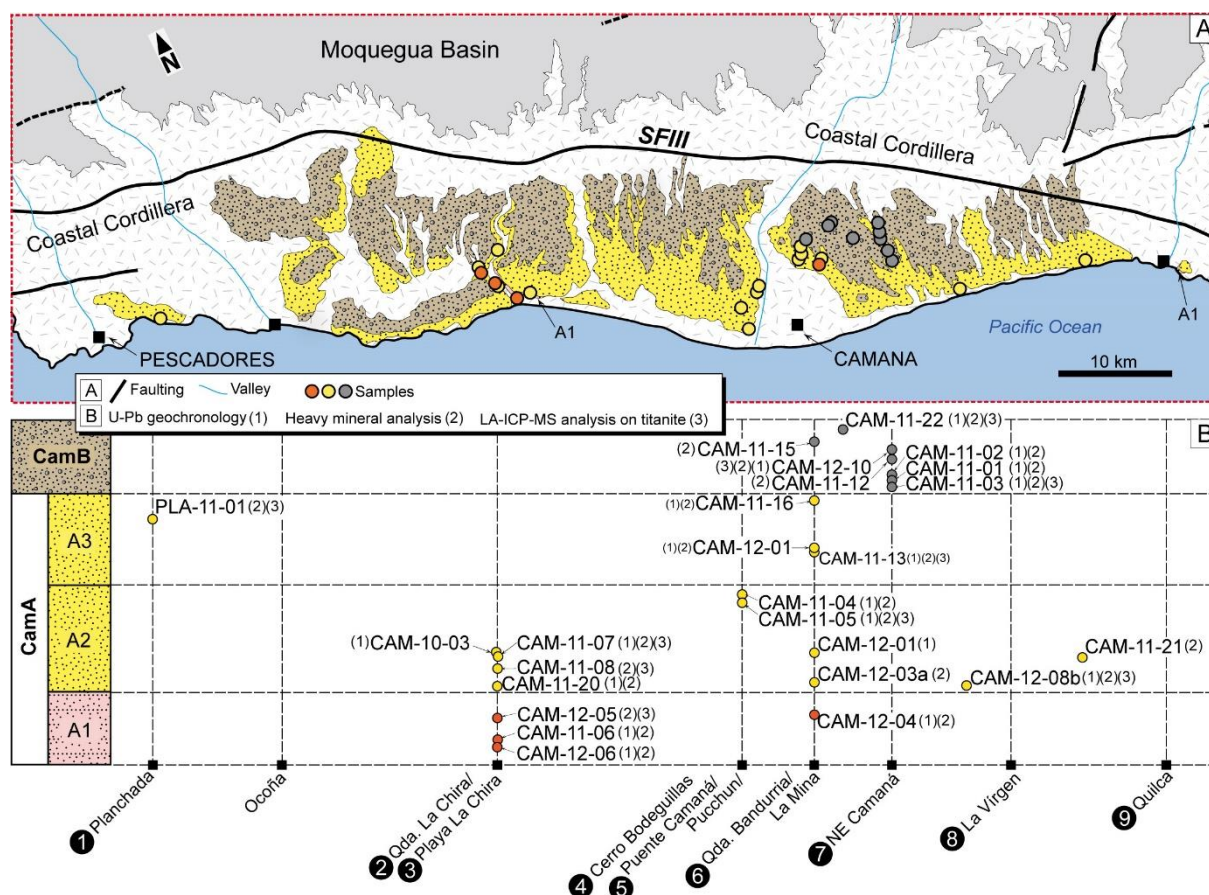 A
Moquegua Basin
N
SFIII
Coastal Cordillera
Coastal Cordillera
A1
A1
Pacific Ocean
PESCADORES
OCOÑA
CAMANA
10 km
A Faulting Valley Samples
B U-Pb geochronology (1) Heavy mineral analysis (2) LA-ICP-MS analysis on titanite (3)
B
CamB
CamA
A3
A2
A1
CAM-11-22 (1)(2)(3)
(2) CAM-11-15
(3)(2)(1) CAM-12-10
CAM-11-02 (1)(2)
CAM-11-01 (1)(2)
(2) CAM-11-12
CAM-11-03 (1)(2)(3)
PLA-11-01 (2)(3)
(1)(2) CAM-11-16
(1)(2) CAM-12-01
CAM-11-13 (1)(2)(3)
CAM-11-04 (1)(2)
CAM-11-05 (1)(2)(3)
(1) CAM-10-03
CAM-11-07 (1)(2)(3)
CAM-12-01 (1)
CAM-11-21 (2)
CAM-11-08 (2)(3)
CAM-12-03a (2)
CAM-11-20 (1)(2)
CAM-12-08b (1)(2)(3)
CAM-12-05 (2)(3)
CAM-12-04 (1)(2)
CAM-11-06 (1)(2)
CAM-12-06 (1)(2)
1 Planchada
Ocoña
2 Qda. La Chira/
3 Playa La Chira
4 Cerro Bodeguillas
5 Puente Camaná/
Pucchun/
6 Qda. Bandurria/
La Mina
7 NE Camaná
8 La Virgen
9 Quilca